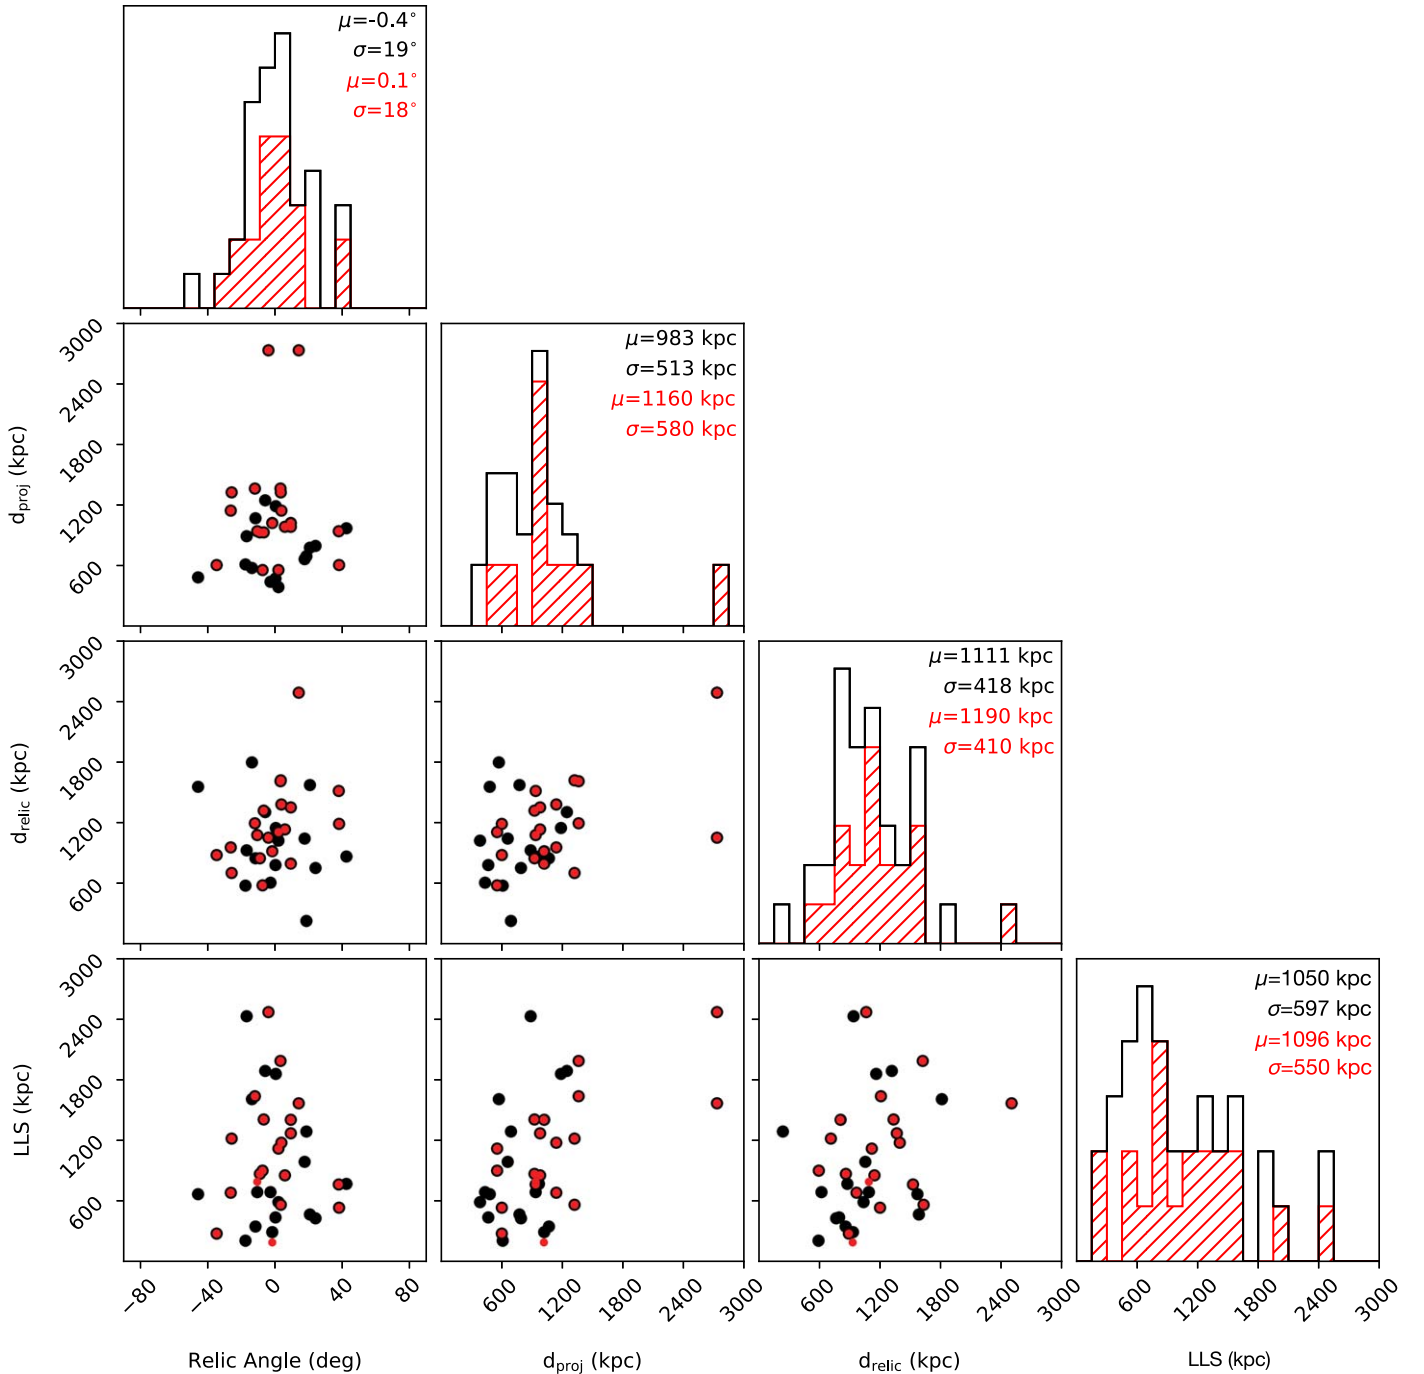 μ=-0.4°
σ=19°
μ=0.1°
σ=18°
3000
2400
1800
1200
600
d_proj (kpc)
μ=983 kpc
σ=513 kpc
μ=1160 kpc
σ=580 kpc
3000
2400
1800
1200
600
d_relic (kpc)
μ=1111 kpc
σ=418 kpc
μ=1190 kpc
σ=410 kpc
3000
2400
1800
1200
600
LLS (kpc)
μ=1050 kpc
σ=597 kpc
μ=1096 kpc
σ=550 kpc
−80 −40 0 40 80
600 1200 1800 2400 3000
600 1200 1800 2400 3000
600 1200 1800 2400 3000
Relic Angle (deg)
d_proj (kpc)
d_relic (kpc)
LLS (kpc)